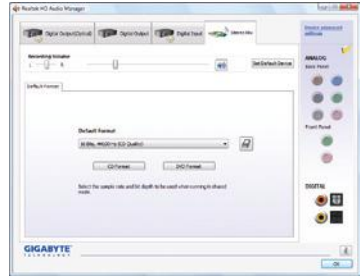 Realtek HD Audio Manager
Digital Output(Optical)
Digital Output
Digital Input
Stereo Mix
Device advanced settings
Recording Volume
L
R
Set Default Device
ANALOG
Back Panel
Default Format
Default Format
16 Bits, 44100 Hz (CD Quality)
CD Format
DVD Format
Select the sample rate and bit depth to be used when running in shared mode.
Front Panel
DIGITAL
GIGABYTE
TECHNOLOGY
OK